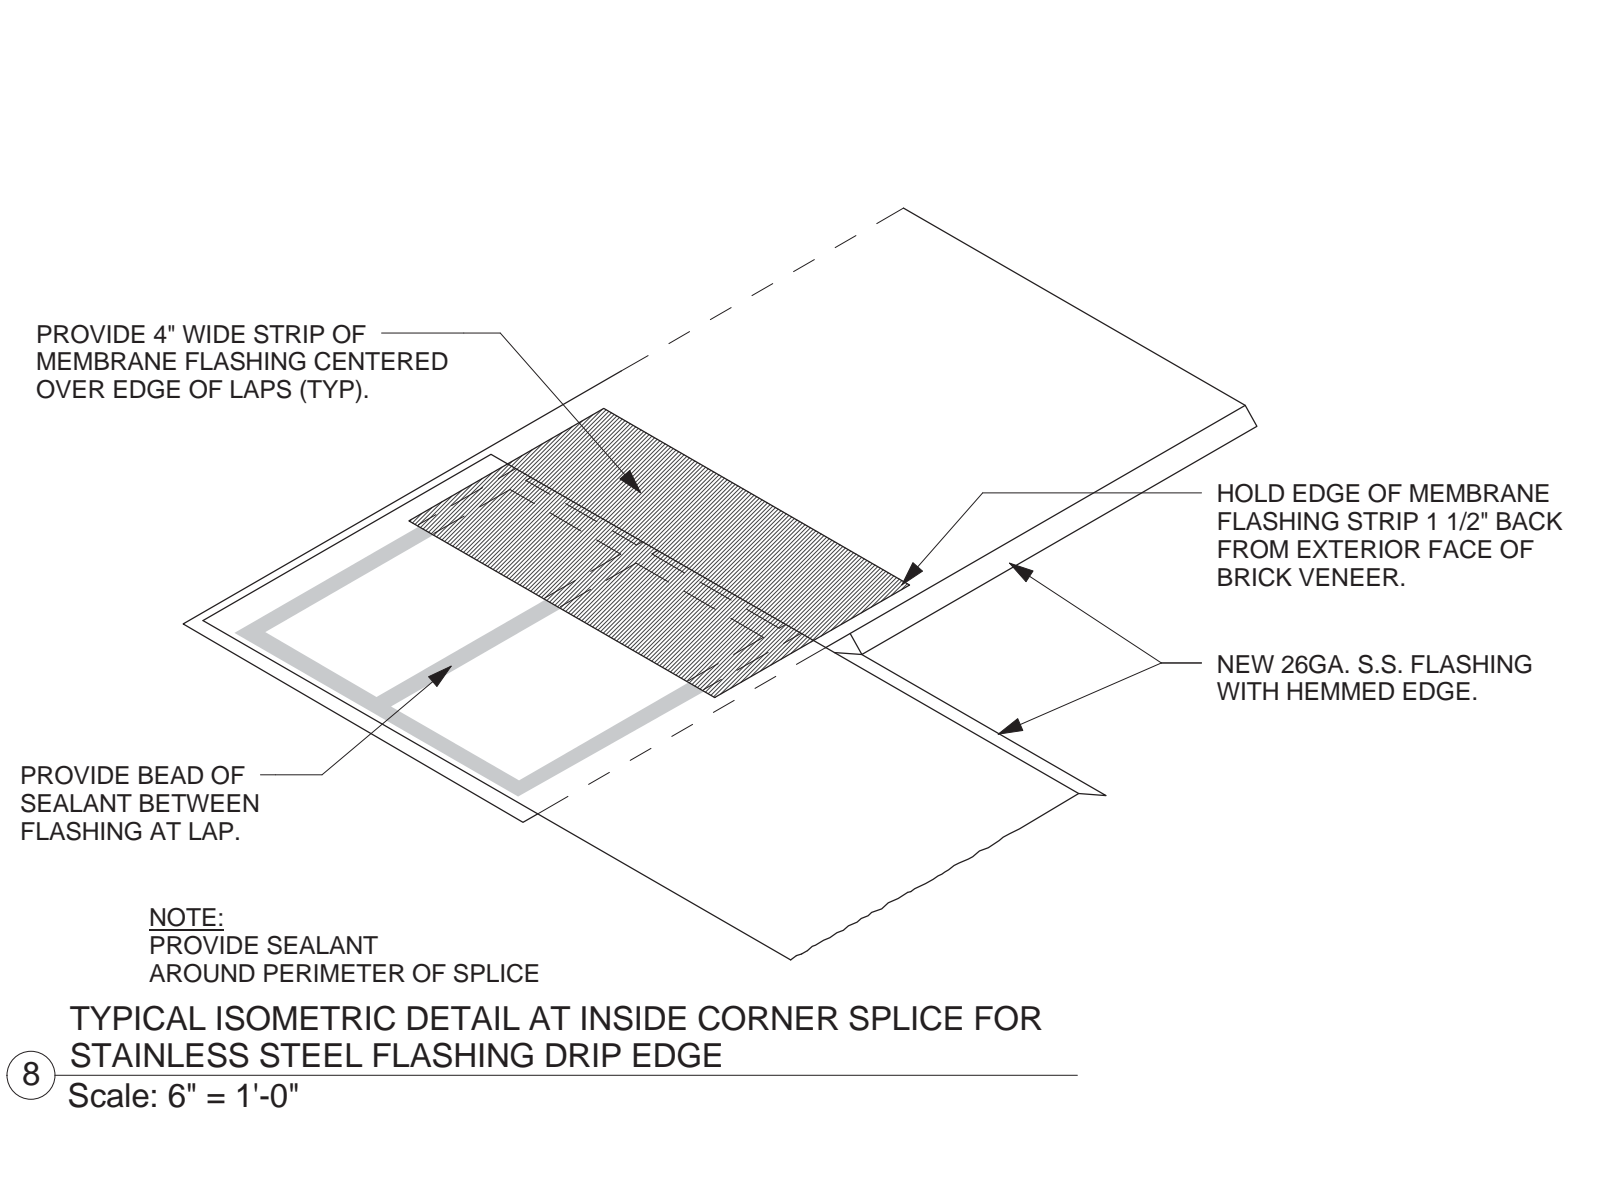 PROVIDE 4" WIDE STRIP OF
MEMBRANE FLASHING CENTERED
OVER EDGE OF LAPS (TYP).
HOLD EDGE OF MEMBRANE
FLASHING STRIP 1 1/2" BACK
FROM EXTERIOR FACE OF
BRICK VENEER.
NEW 26GA. S.S. FLASHING
WITH HEMMED EDGE.
PROVIDE BEAD OF
SEALANT BETWEEN
FLASHING AT LAP.
NOTE:
PROVIDE SEALANT
AROUND PERIMETER OF SPLICE
TYPICAL ISOMETRIC DETAIL AT INSIDE CORNER SPLICE FOR
STAINLESS STEEL FLASHING DRIP EDGE
8
Scale: 6" = 1'-0"